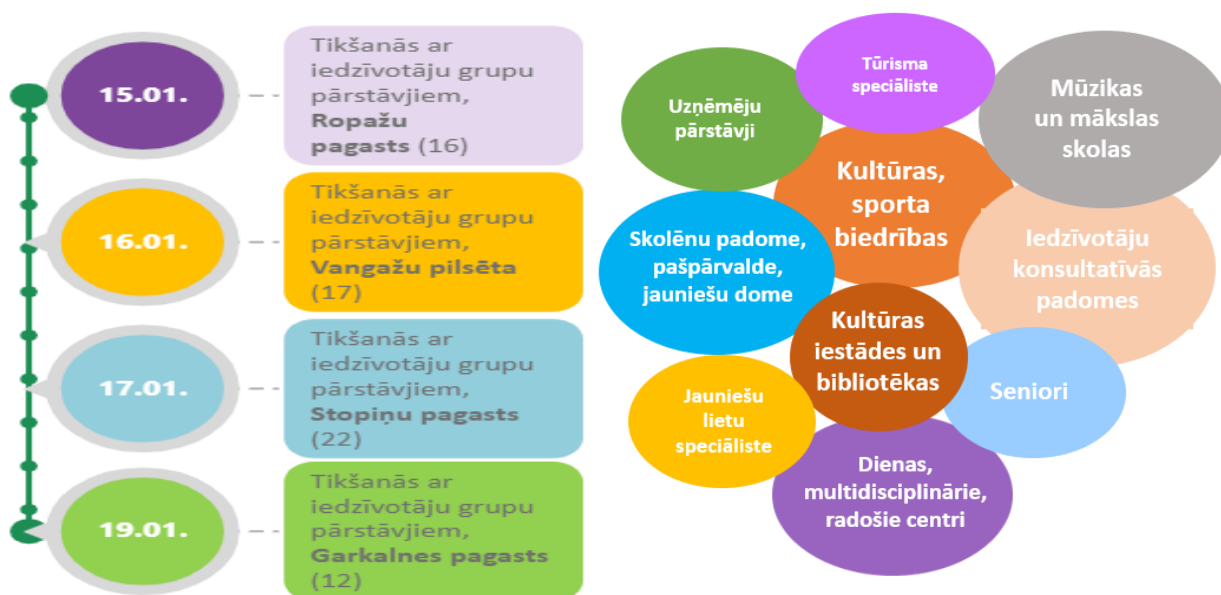 15.01.
Tikšanās ar
iedzīvotāju grupu
pārstāvjiem,
Ropažu
pagasts (16)
16.01.
Tikšanās ar
iedzīvotāju grupu
pārstāvjiem,
Vangažu pilsēta
(17)
17.01.
Tikšanās ar
iedzīvotāju grupu
pārstāvjiem,
Stopiņu pagasts
(22)
19.01.
Tikšanās ar
iedzīvotāju grupu
pārstāvjiem,
Garkalnes pagasts
(12)
Uzņēmēju
pārstāvji
Tūrisma
speciāliste
Mūzikas
un mākslas
skolas
Kultūras,
sporta
biedrības
Skolēnu padome,
pašpārvalde,
jauniešu dome
Iedzīvotāju
konsultatīvās
padomes
Kultūras
iestādes un
bibliotēkas
Jauniešu
lietu
speciāliste
Seniori
Dienas,
multidisciplinārie,
radošie centri